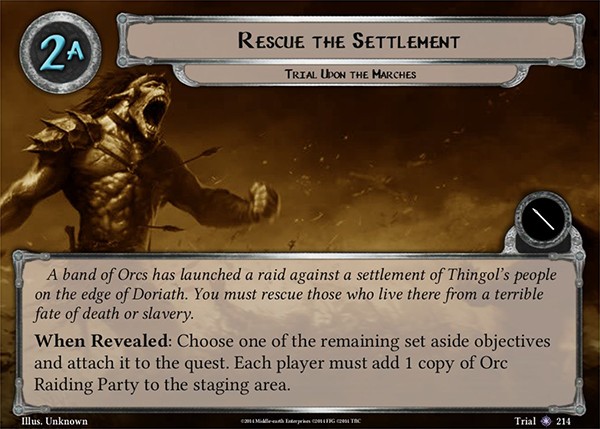 2A
Rescue the Settlement
Trial Upon the Marches
A band of Orcs has launched a raid against a settlement of Thingol's people
on the edge of Doriath. You must rescue those who live there from a terrible
fate of death or slavery.
When Revealed: Choose one of the remaining set aside objectives
and attach it to the quest. Each player must add 1 copy of Orc
Raiding Party to the staging area.
Illus. Unknown
©2014 Middle-earth Enterprises ©2014 FFG ©2014 TRC
Trial 214